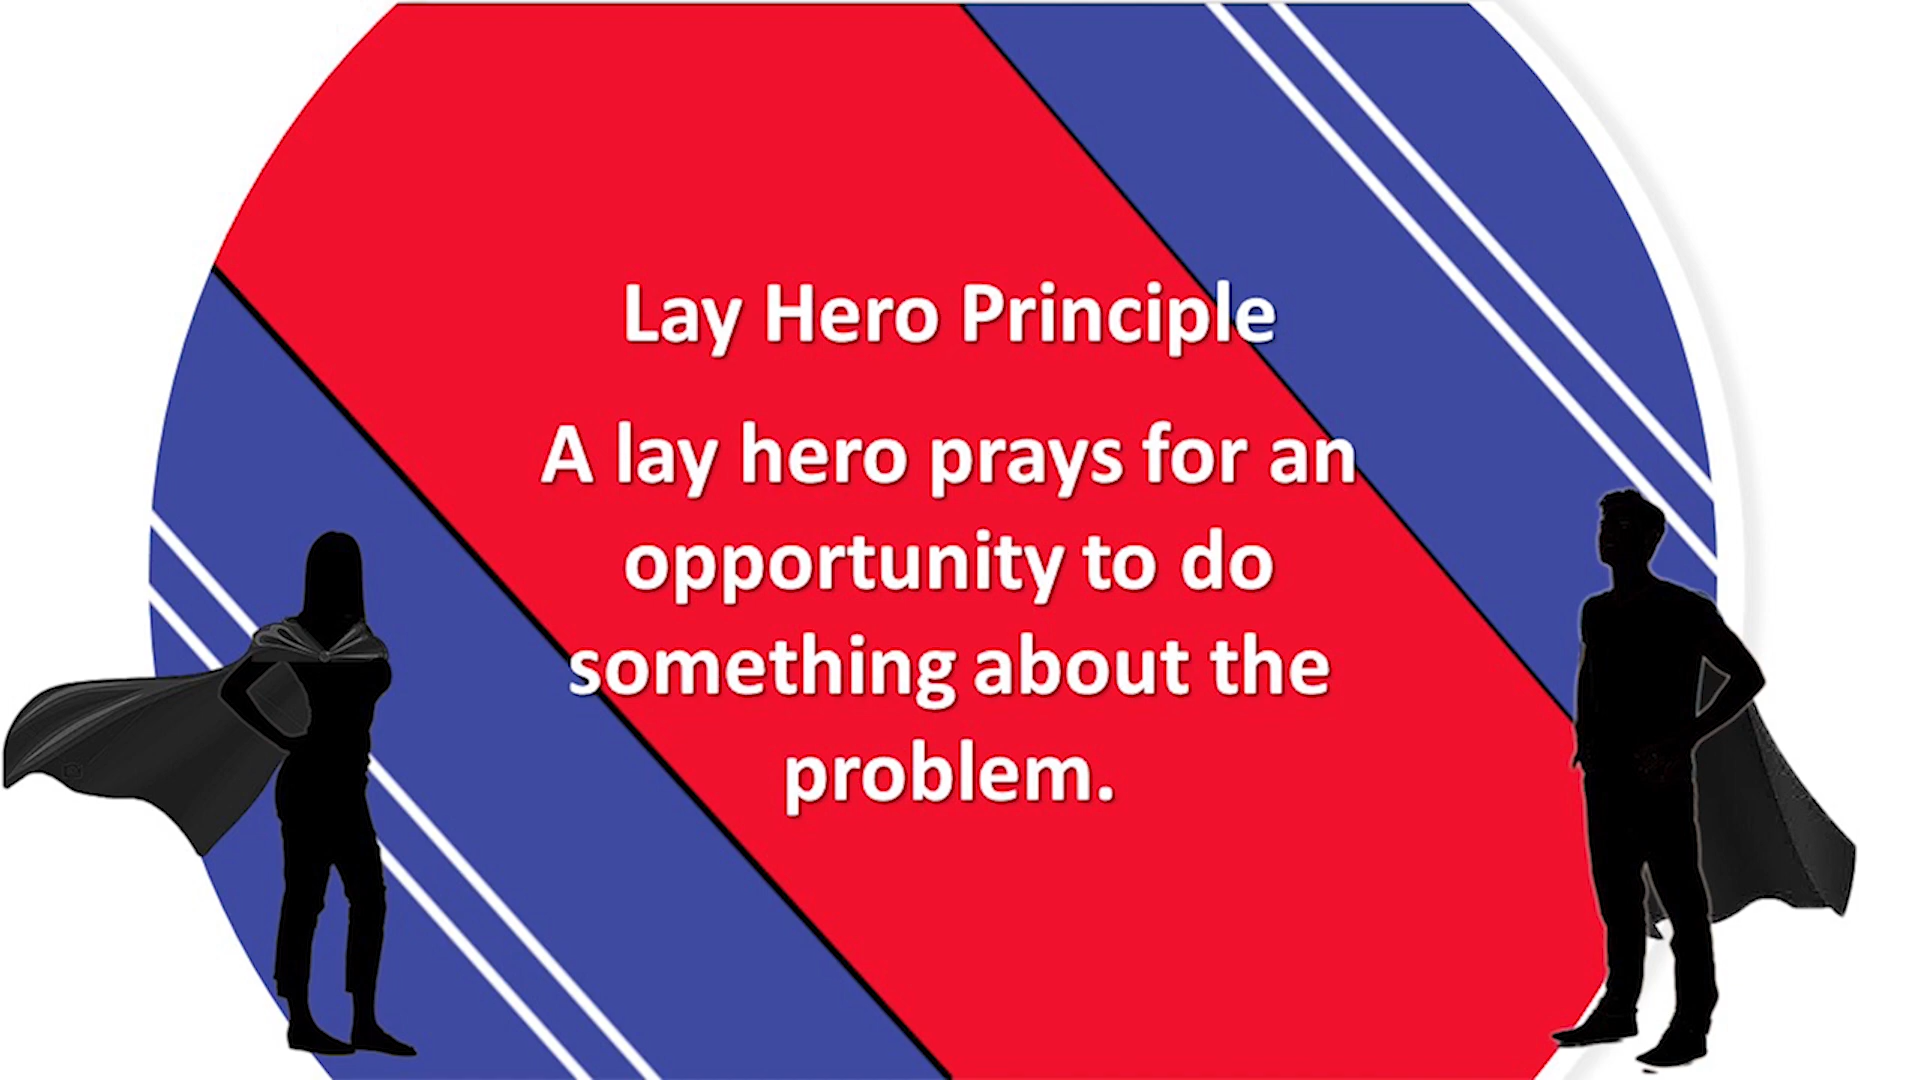 Lay Hero Principle
A lay hero prays for an
opportunity to do
something about the
problem.